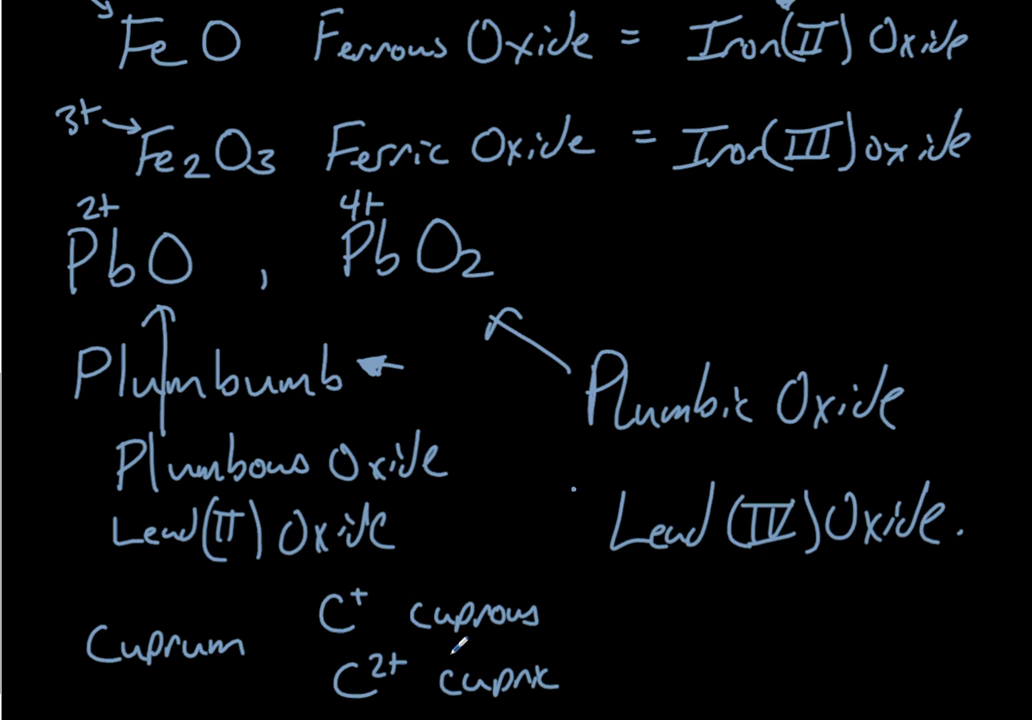 FeO Ferrous Oxide = Iron(II) Oxide
3+ Fe2O3 Ferric Oxide = Iron(III) oxide
2+ 4+
PbO , PbO2
Plumbumb
Plumbic Oxide
Plumbous Oxide
Lead(II) Oxide
Lead (IV) Oxide.
C+ cuprous
Cuprum
C2+ cupric